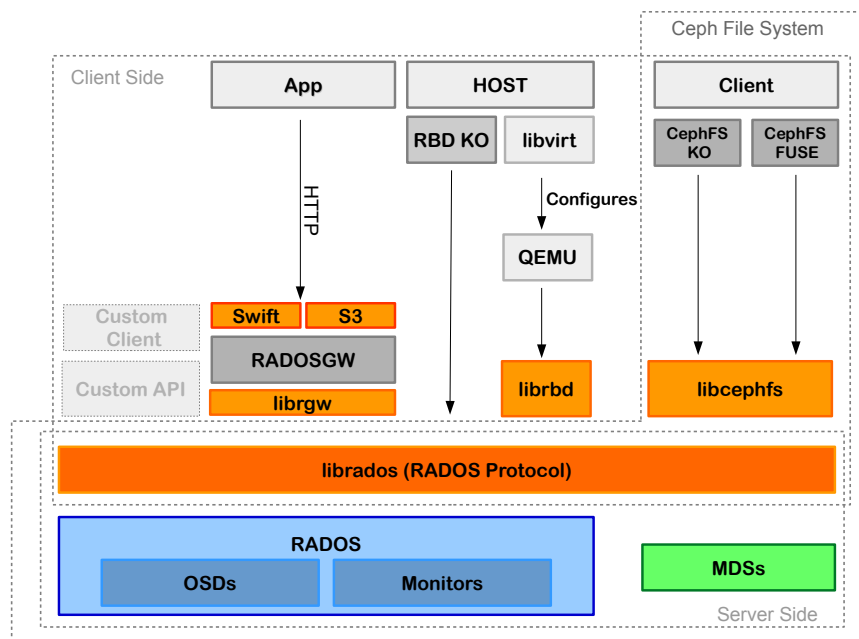 Ceph File System
Client Side
App
HOST
Client
RBD KO
libvirt
CephFS
KO
CephFS
FUSE
HTTP
Configures
QEMU
Custom
Client
Swift
S3
RADOSGW
Custom API
librgw
librbd
libcephfs
librados (RADOS Protocol)
RADOS
OSDs
Monitors
MDSs
Server Side